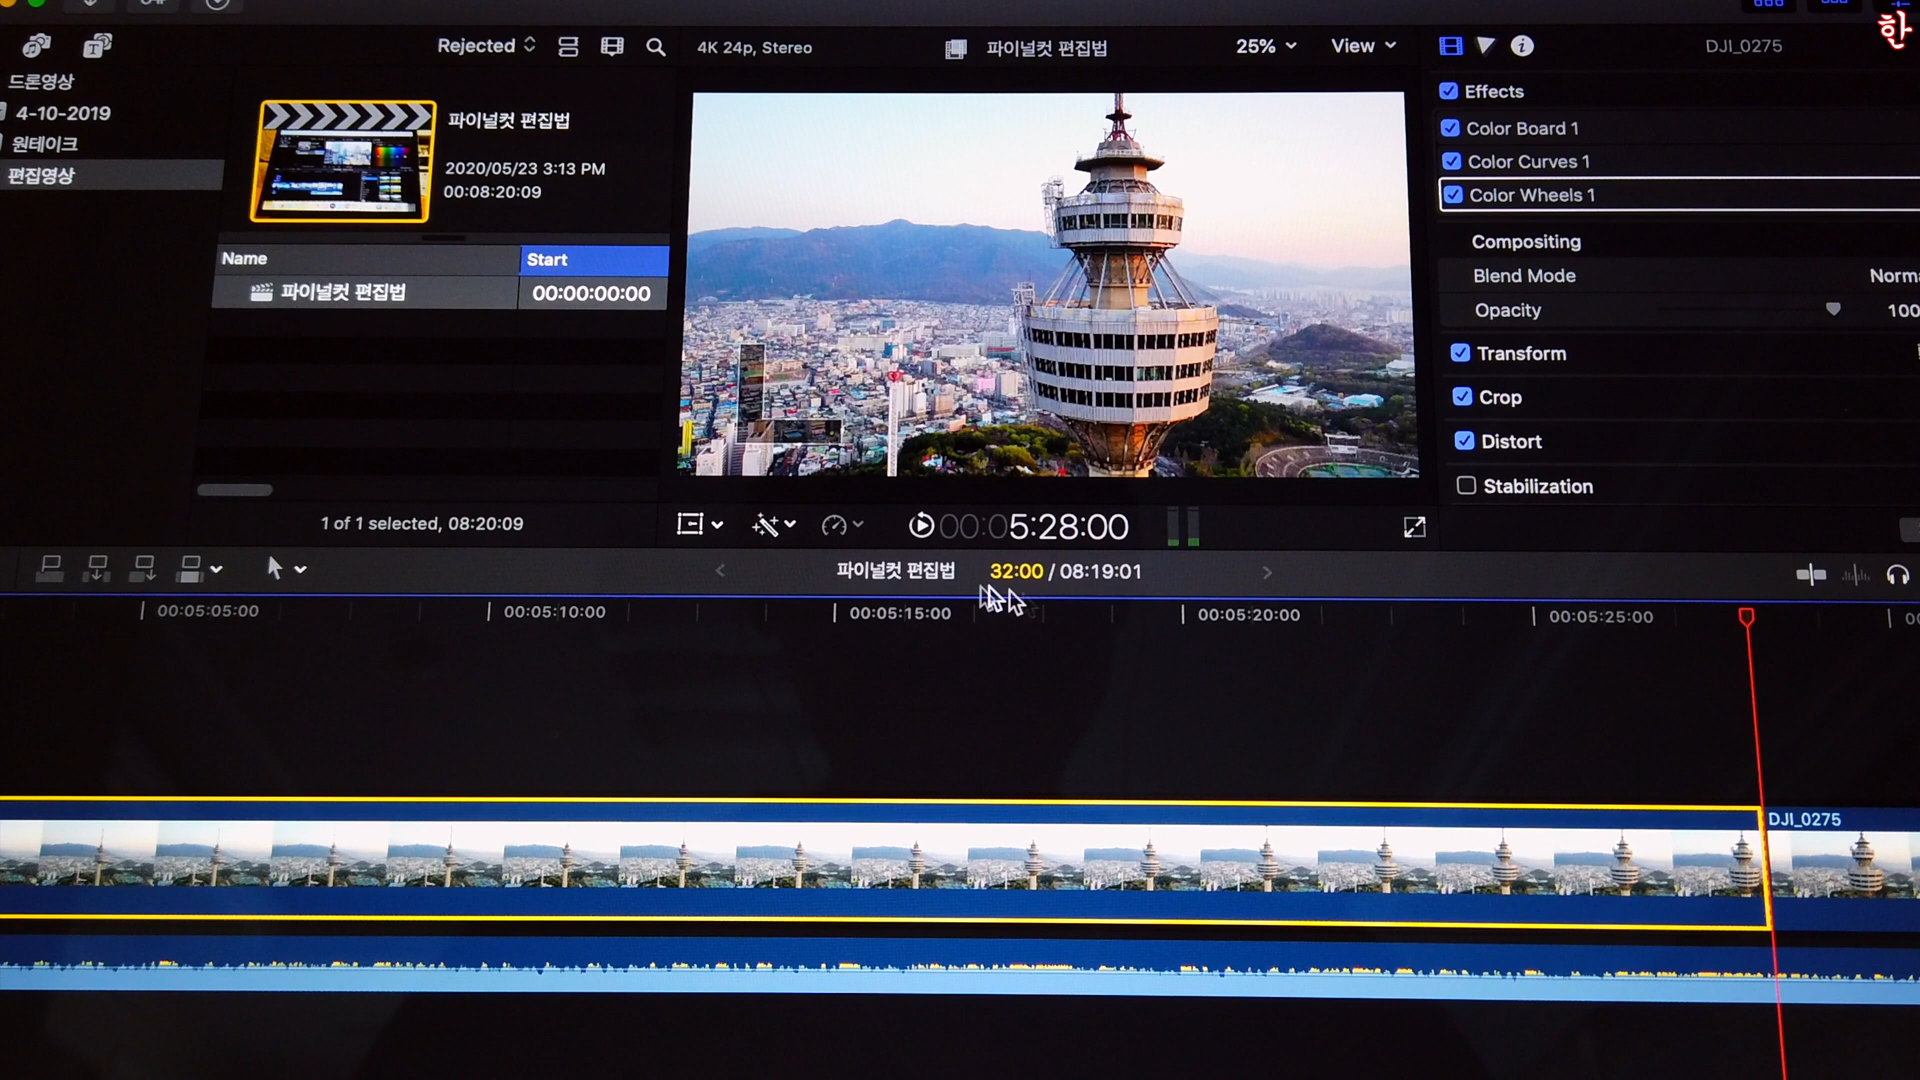 한
Rejected
4K 24p, Stereo
파이널컷 편집법
25%
View
DJI_0275
드론영상
4-10-2019
원테이크
편집영상
파이널컷 편집법
2020/05/23 3:13 PM
00:08:20:09
Name
Start
파이널컷 편집법
00:00:00:00
1 of 1 selected, 08:20:09
Effects
Color Board 1
Color Curves 1
Color Wheels 1
Compositing
Blend Mode
Norm
Opacity
100
Transform
Crop
Distort
Stabilization
00:05:28:00
파이널컷 편집법
32:00 / 08:19:01
00:05:05:00
00:05:10:00
00:05:15:00
00:05:20:00
00:05:25:00
DJI_0275